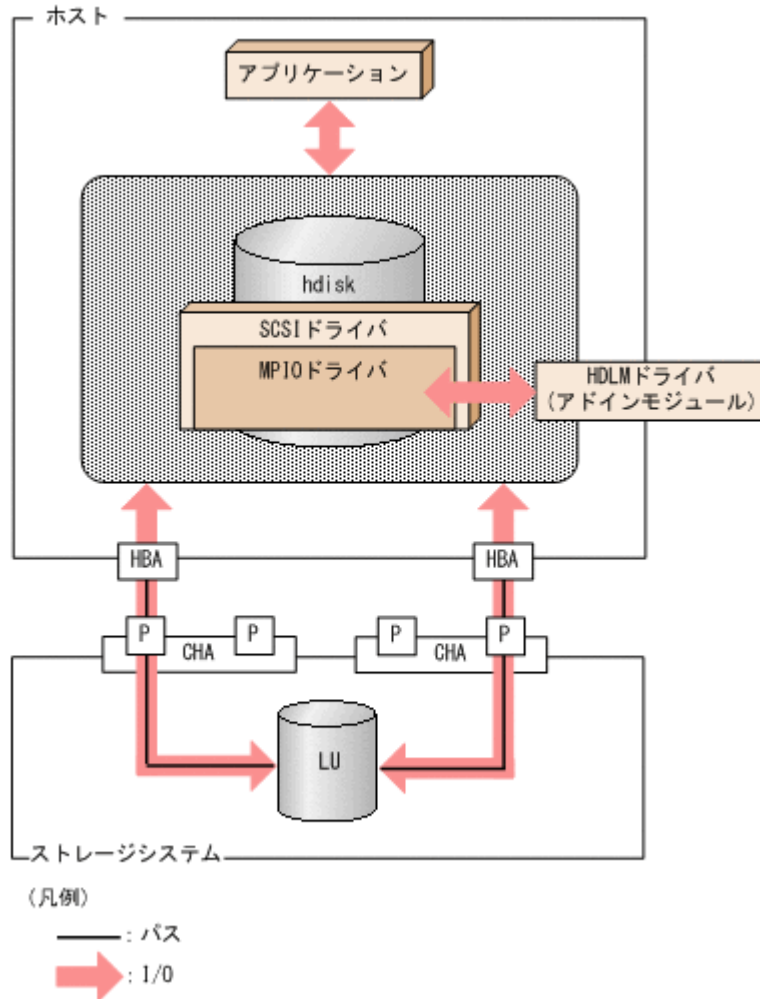 ホスト
アプリケーション
hdisk
SCSIドライバ
MPIOドライバ
HDLMドライバ
(アドインモジュール)
HBA
HBA
P
P
P
P
CHA
CHA
LU
ストレージシステム
(凡例)
: パス
: I/O